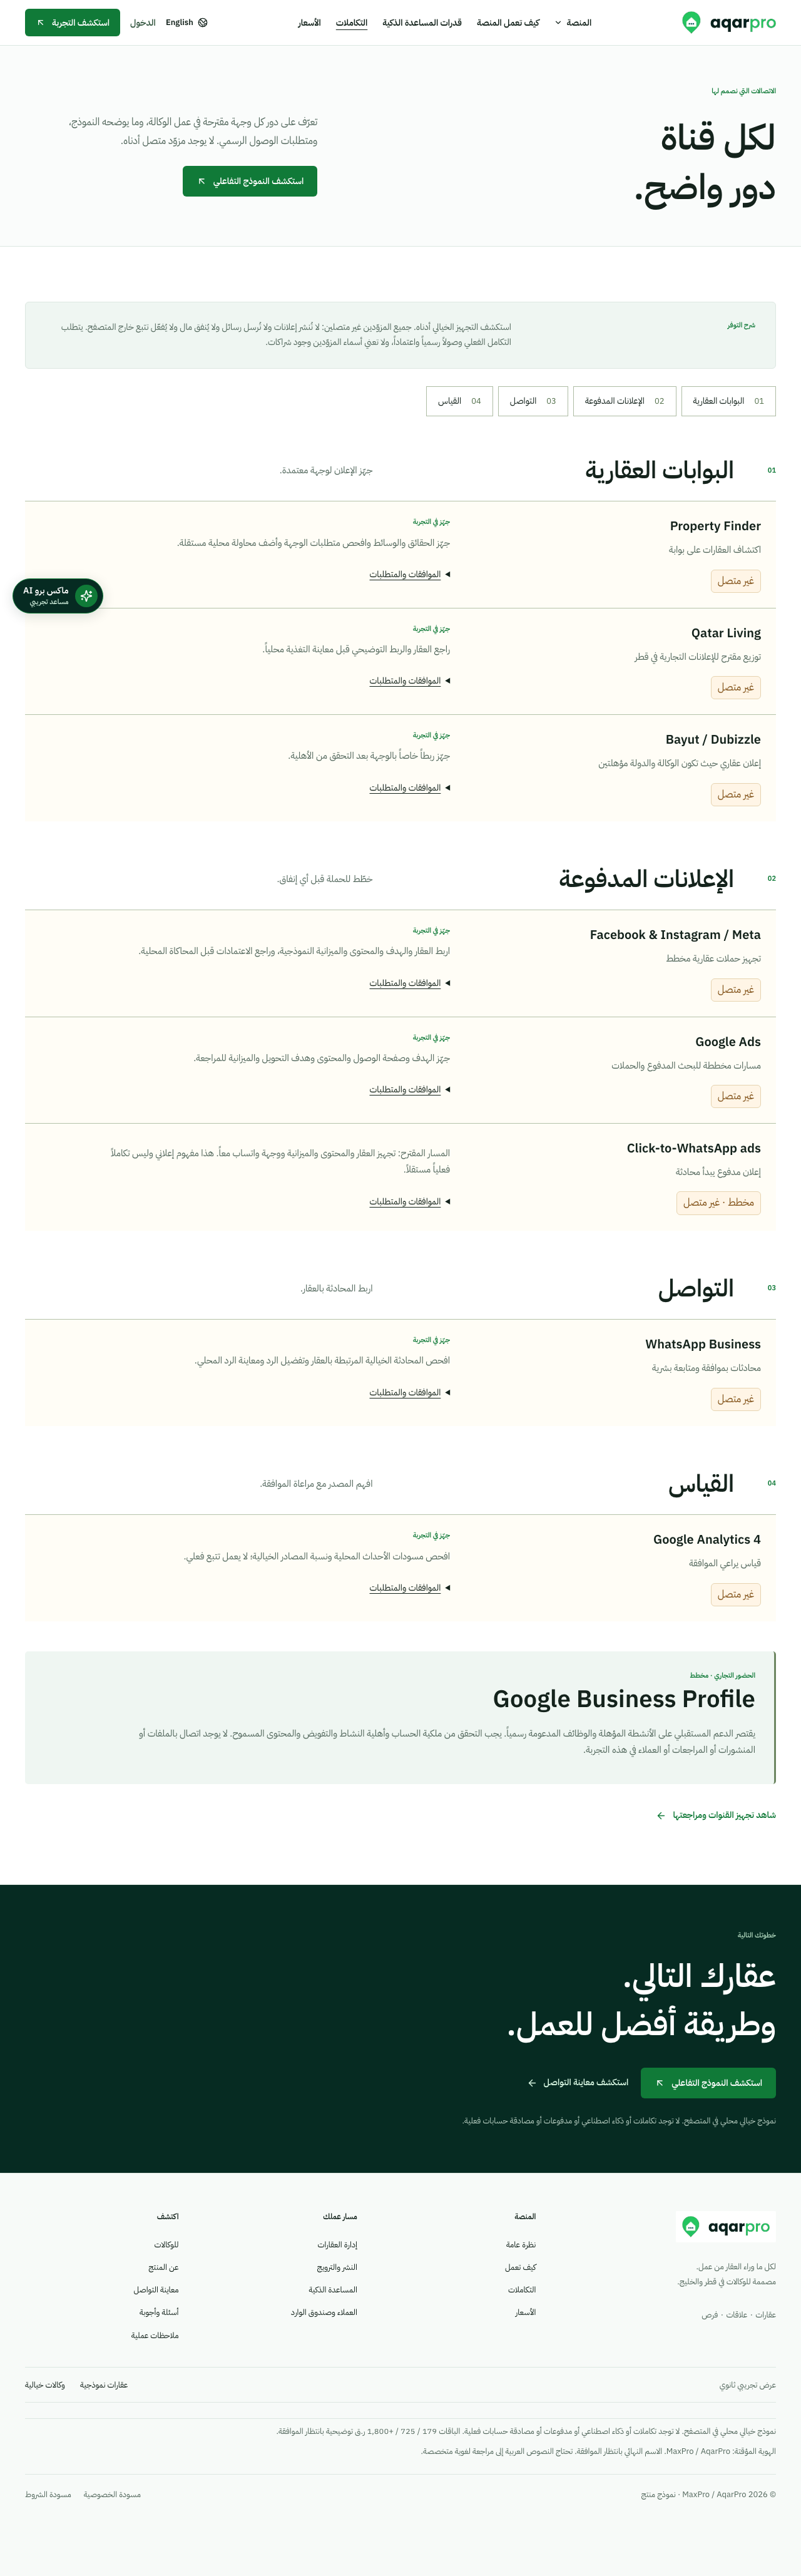 aqarpro
المنصة
كيف تعمل المنصة
قدرات المساعدة الذكية
التكاملات
الأسعار
English
الدخول
استكشف التجربة
الاتصالات التي نصمم لها
لكل قناة
دور واضح.
تعرّف على دور كل وجهة مقترحة في عمل الوكالة، وما يوضحه النموذج،
ومتطلبات الوصول الرسمي. لا يوجد مزوّد متصل أدناه.
استكشف النموذج التفاعلي
شرح التوفر
استكشف التجهيز الخيالي أدناه. جميع المزوّدين غير متصلين: لا تُنشر إعلانات ولا تُرسل رسائل ولا يُنفق مال ولا يُفعّل تتبع خارج المتصفح. يتطلب
التكامل الفعلي وصولاً رسمياً واعتماداً، ولا تعني أسماء المزوّدين وجود شراكات.
01 البوابات العقارية
02 الإعلانات المدفوعة
03 التواصل
04 القياس
01
البوابات العقارية
جهّز الإعلان لوجهة معتمدة.
Property Finder
اكتشاف العقارات على بوابة
غير متصل
جهّز في التجربة
جهّز الحقائق والوسائط وافحص متطلبات الوجهة وأضف محاولة محلية مستقلة.
الموافقات والمتطلبات
ماكس برو AI
مساعد تجريبي
Qatar Living
توزيع مقترح للإعلانات التجارية في قطر
غير متصل
جهّز في التجربة
راجع العقار والربط التوضيحي قبل معاينة التغذية محلياً.
الموافقات والمتطلبات
Bayut / Dubizzle
إعلان عقاري حيث تكون الوكالة والدولة مؤهلتين
غير متصل
جهّز في التجربة
جهّز ربطاً خاصاً بالوجهة بعد التحقق من الأهلية.
الموافقات والمتطلبات
02
الإعلانات المدفوعة
خطّط للحملة قبل أي إنفاق.
Facebook & Instagram / Meta
تجهيز حملات عقارية مخطط
غير متصل
جهّز في التجربة
اربط العقار والهدف والمحتوى والميزانية النموذجية، وراجع الاعتمادات قبل المحاكاة المحلية.
الموافقات والمتطلبات
Google Ads
مسارات مخططة للبحث المدفوع والحملات
غير متصل
جهّز في التجربة
جهّز الهدف وصفحة الوصول والمحتوى وهدف التحويل والميزانية للمراجعة.
الموافقات والمتطلبات
Click-to-WhatsApp ads
إعلان مدفوع يبدأ محادثة
مخطط · غير متصل
المسار المقترح: تجهيز العقار والمحتوى والميزانية ووجهة واتساب معاً. هذا مفهوم إعلاني وليس تكاملاً
فعلياً مستقلاً.
الموافقات والمتطلبات
03
التواصل
اربط المحادثة بالعقار.
WhatsApp Business
محادثات بموافقة ومتابعة بشرية
غير متصل
جهّز في التجربة
افحص المحادثة الخيالية المرتبطة بالعقار وتفضيل الرد ومعاينة الرد المحلي.
الموافقات والمتطلبات
04
القياس
افهم المصدر مع مراعاة الموافقة.
Google Analytics 4
قياس يراعي الموافقة
غير متصل
جهّز في التجربة
افحص مسودات الأحداث المحلية ونسبة المصادر الخيالية؛ لا يعمل تتبع فعلي.
الموافقات والمتطلبات
الحضور التجاري · مخطط
Google Business Profile
يقتصر الدعم المستقبلي على الأنشطة المؤهلة والوظائف المدعومة رسمياً. يجب التحقق من ملكية الحساب وأهلية النشاط والتفويض والمحتوى المسموح. لا يوجد اتصال بالملفات أو
المنشورات أو المراجعات أو العملاء في هذه التجربة.
شاهد تجهيز القنوات ومراجعتها
خطوتك التالية
عقارك التالي.
وطريقة أفضل للعمل.
استكشف النموذج التفاعلي
استكشف معاينة التواصل
نموذج خيالي محلي في المتصفح. لا توجد تكاملات أو ذكاء اصطناعي أو مدفوعات أو مصادقة حسابات فعلية.
aqarpro
لكل ما وراء العقار من عمل.
مصممة للوكالات في قطر والخليج.
عقارات · علاقات · فرص
المنصة
نظرة عامة
كيف تعمل
التكاملات
الأسعار
مسار عملك
إدارة العقارات
النشر والترويج
المساعدة الذكية
العملاء وصندوق الوارد
اكتشف
للوكالات
عن المنتج
معاينة التواصل
أسئلة وأجوبة
ملاحظات عملية
عرض تجريبي ثانوي
عقارات نموذجية
وكالات خيالية
نموذج خيالي محلي في المتصفح. لا توجد تكاملات أو ذكاء اصطناعي أو مدفوعات أو مصادقة حسابات فعلية. الباقات 179 / 725 / +1,800 ر.ق توضيحية بانتظار الموافقة.
الهوية المؤقتة: MaxPro / AqarPro. الاسم النهائي بانتظار الموافقة. تحتاج النصوص العربية إلى مراجعة لغوية متخصصة.
© 2026 MaxPro / AqarPro · نموذج منتج
مسودة الخصوصية
مسودة الشروط